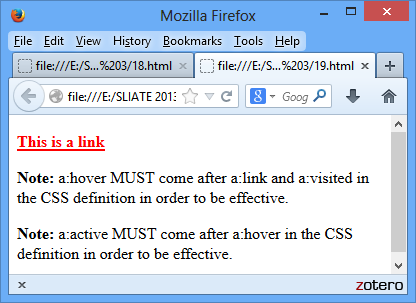 Mozilla Firefox
File Edit View History Bookmarks Tools Help
file:///E:/S...%203/18.html
file:///E:/S...%203/19.html
file:///E:/SLIATE 2013
Goog
This is a link
Note: a:hover MUST come after a:link and a:visited in
the CSS definition in order to be effective.
Note: a:active MUST come after a:hover in the CSS
definition in order to be effective.
zotero